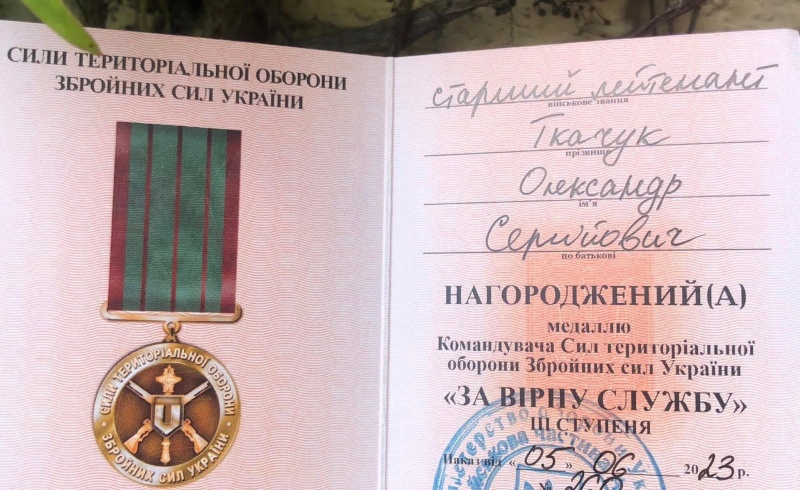 СИЛИ ТЕРИТОРІАЛЬНОЇ ОБОРОНИ
ЗБРОЙНИХ СИЛ УКРАЇНИ
СИЛИ ТЕРИТОРІАЛЬНОЇ ОБОРОНИ
ЗБРОЙНИХ СИЛ УКРАЇНИ
старший лейтенант
військове звання
Ткачук
прізвище
Олександр
ім'я
Сергійович
по батькові
НАГОРОДЖЕНИЙ(А)
медаллю
Командувача Сил територіальної
оборони Збройних сил України
«ЗА ВІРНУ СЛУЖБУ»
ІІІ СТУПЕНЯ
Наказ від «05» 06 2023 р.
військова частина